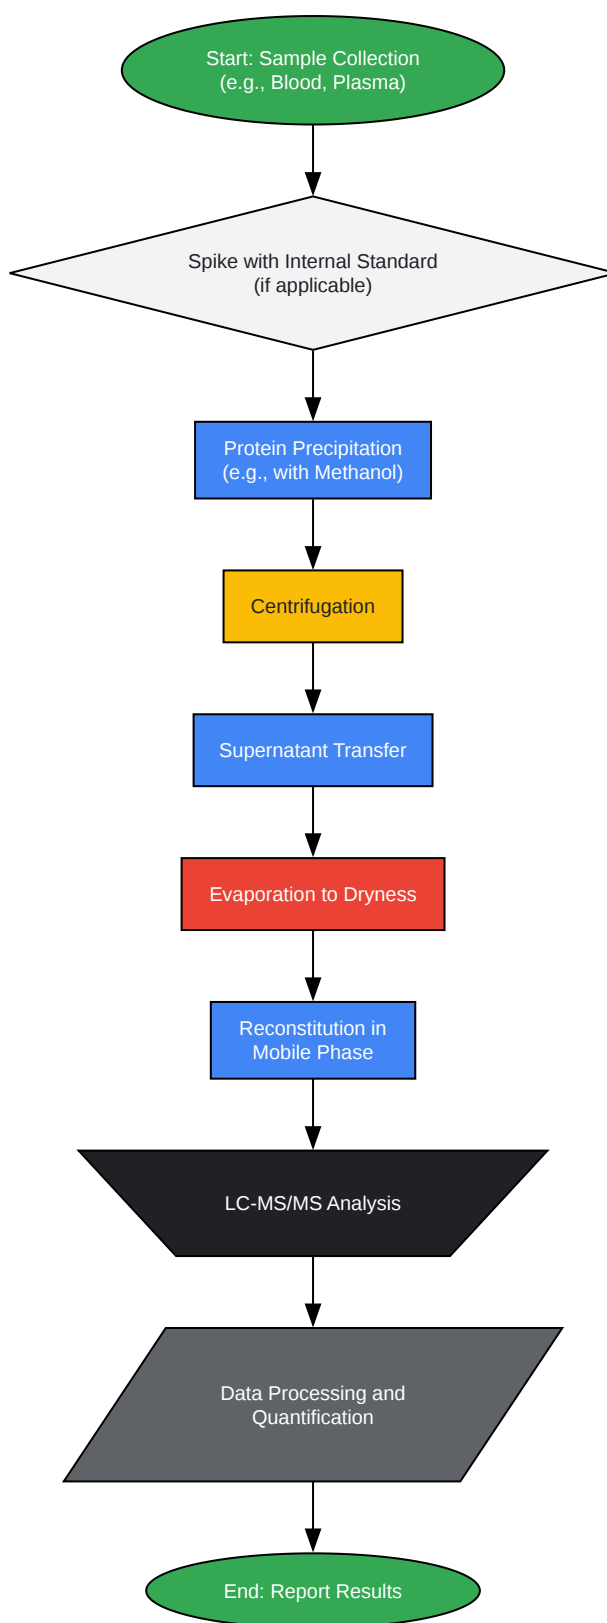 Start: Sample Collection
(e.g., Blood, Plasma)
Spike with Internal Standard
(if applicable)
Protein Precipitation
(e.g., with Methanol)
Centrifugation
Supernatant Transfer
Evaporation to Dryness
Reconstitution in
Mobile Phase
LC-MS/MS Analysis
Data Processing and
Quantification
End: Report Results